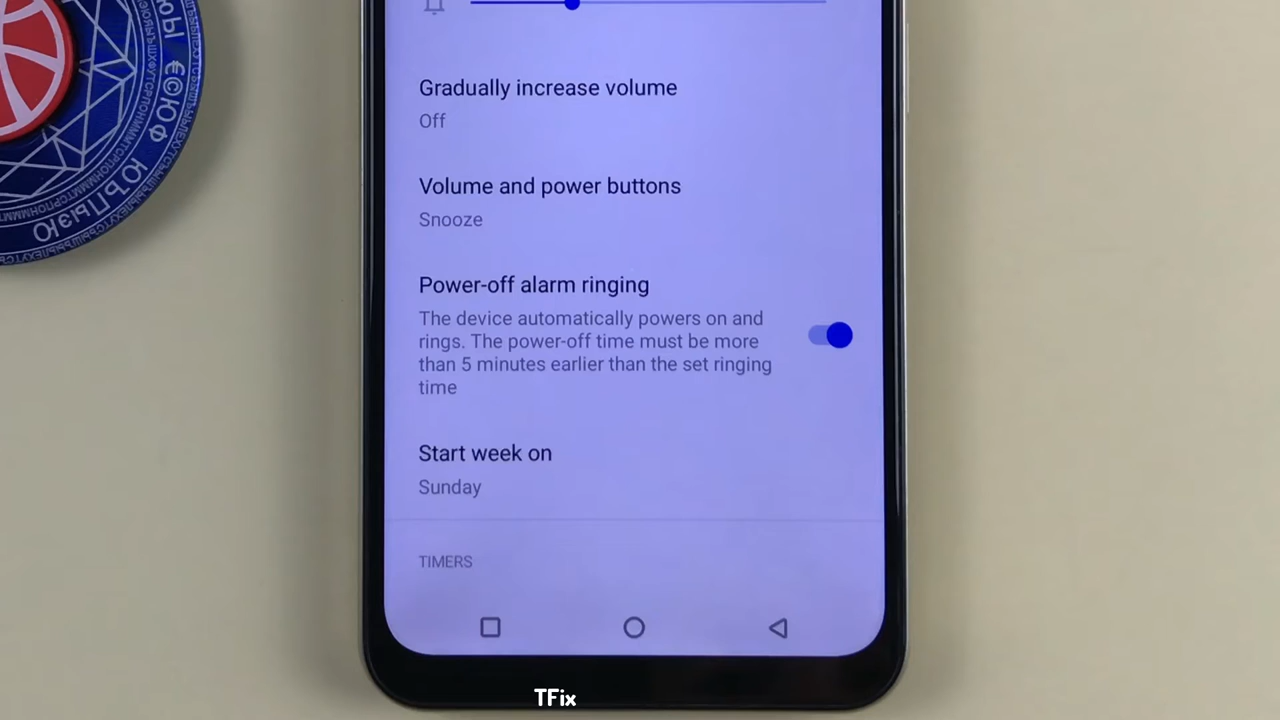 Gradually increase volume
Off
Volume and power buttons
Snooze
Power-off alarm ringing
The device automatically powers on and
rings. The power-off time must be more
than 5 minutes earlier than the set ringing
time
Start week on
Sunday
TIMERS
TFix